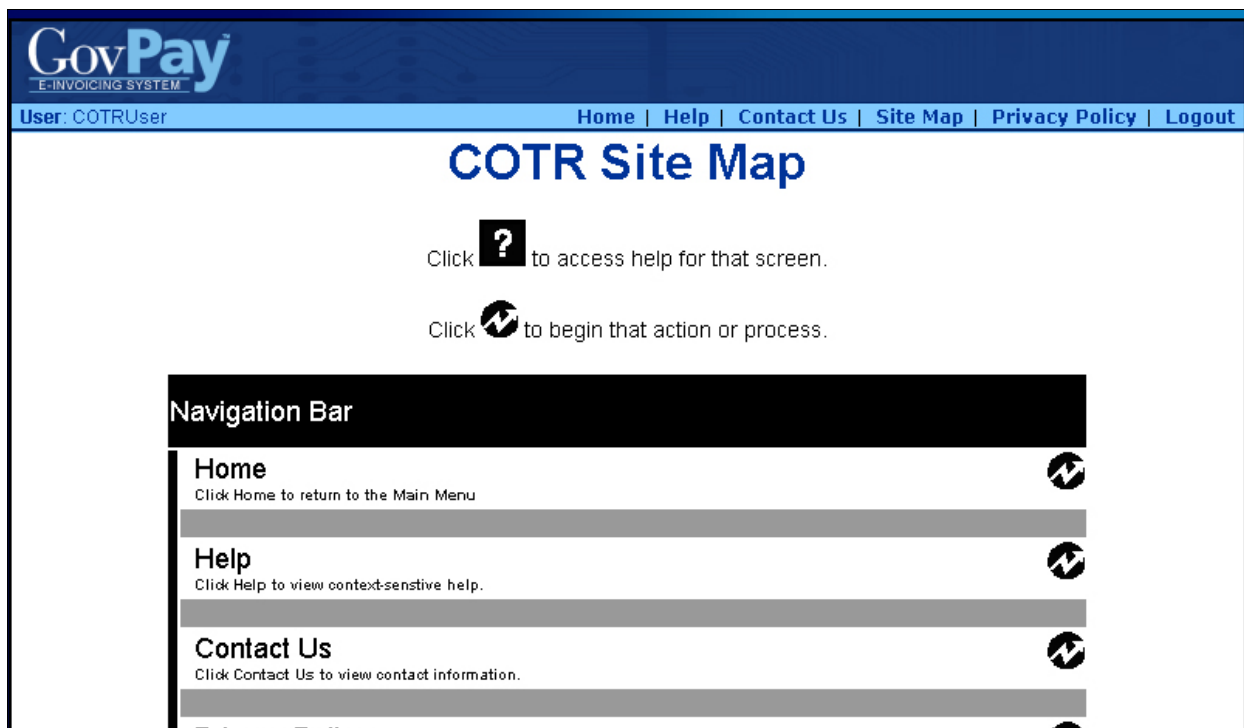 GovPay
E-INVOICING SYSTEM
User: COTRUser Home | Help | Contact Us | Site Map | Privacy Policy | Logout
COTR Site Map
Click ? to access help for that screen.
Click to begin that action or process.
Navigation Bar
Home
Click Home to return to the Main Menu
Help
Click Help to view context-senstive help.
Contact Us
Click Contact Us to view contact information.